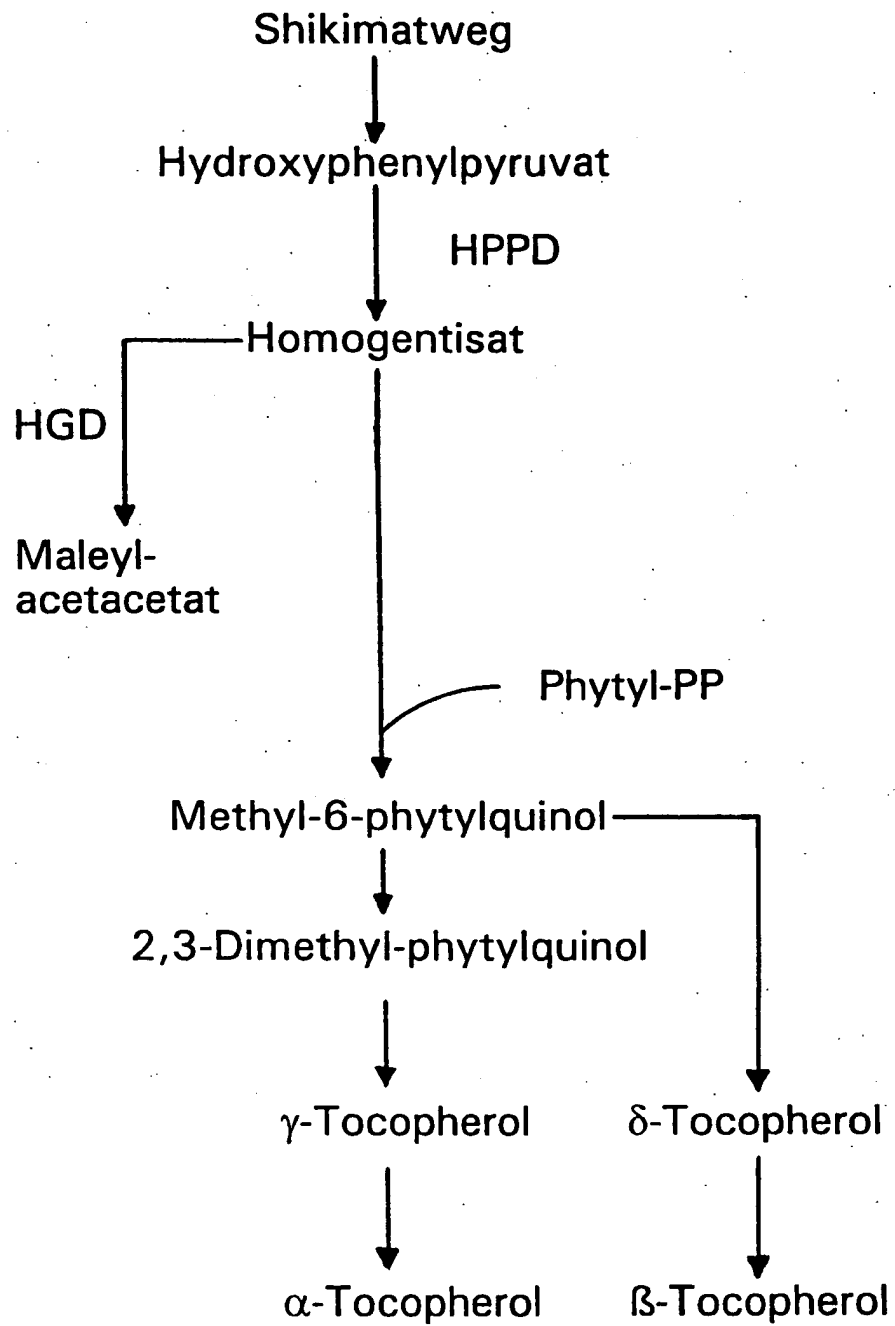 Shikimatweg
Hydroxyphenylpyruvat
HPPD
Homogentisat
HGD
Maleyl-
acetacetat
Phytyl-PP
Methyl-6-phytylquinol
2,3-Dimethyl-phytylquinol
γ-Tocopherol
δ-Tocopherol
α-Tocopherol
ß-Tocopherol